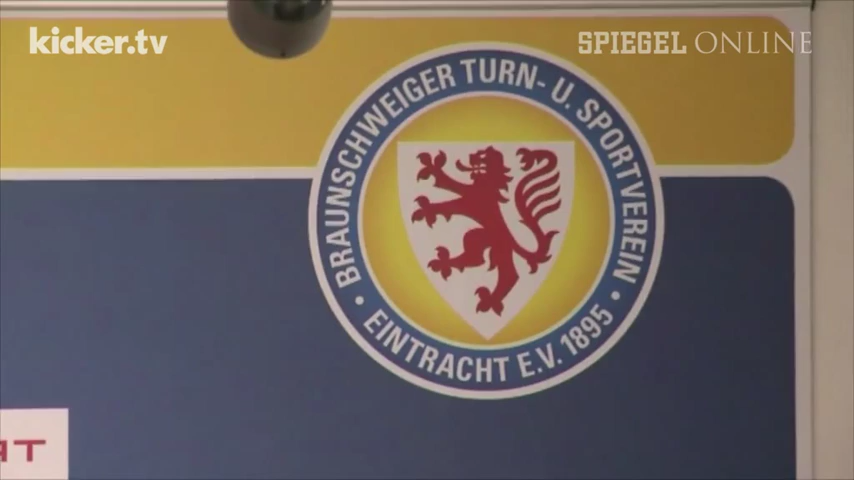 kicker.tv
SPIEGEL ONLINE
BRAUNSCHWEIGER TURN- U. SPORTVEREIN
• EINTRACHT E.V. 1895 •